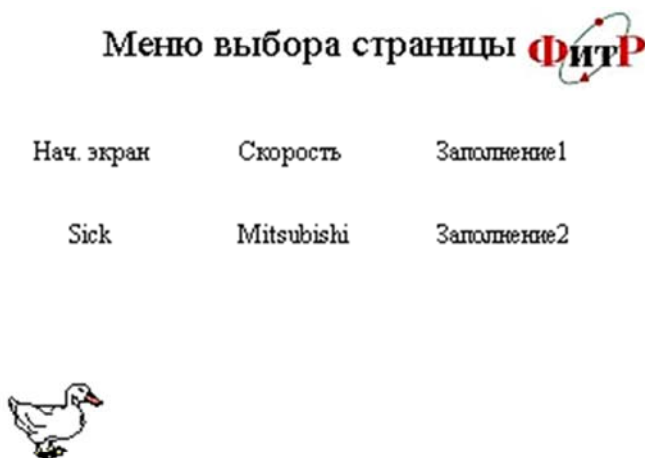 Меню выбора страницы ФитР
Нач. экран Скорость Заполнение1
Sick Mitsubishi Заполнение2